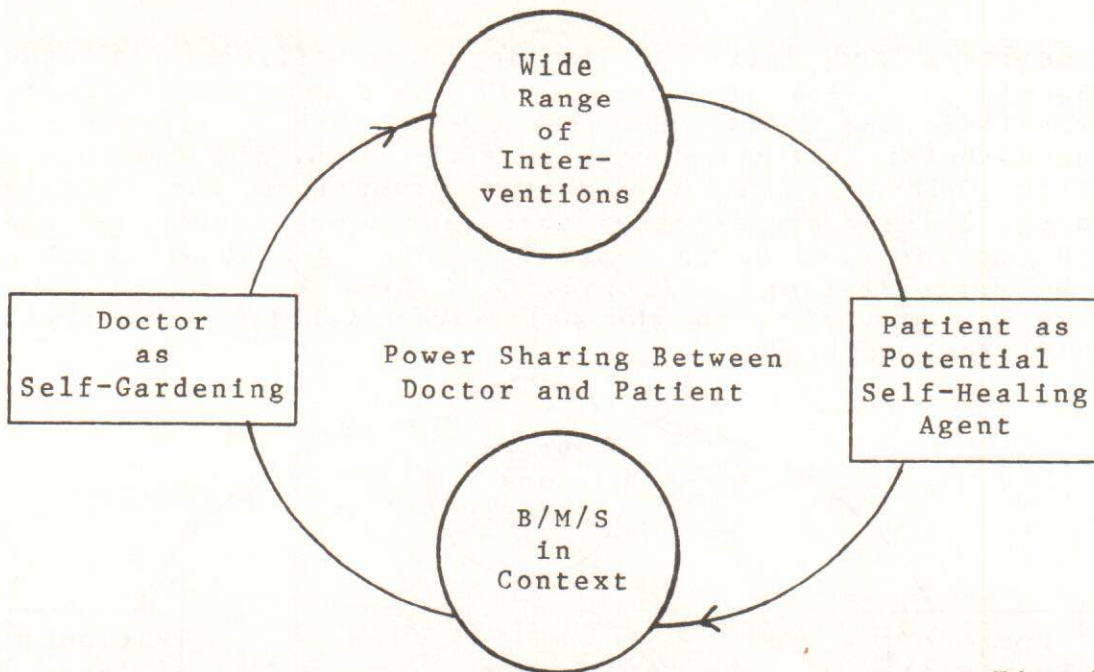 Wide
Range
of
Inter-
ventions
Doctor
as
Self-Gardening
Power Sharing Between
Doctor and Patient
Patient as
Potential
Self-Healing
Agent
B/M/S
in
Context